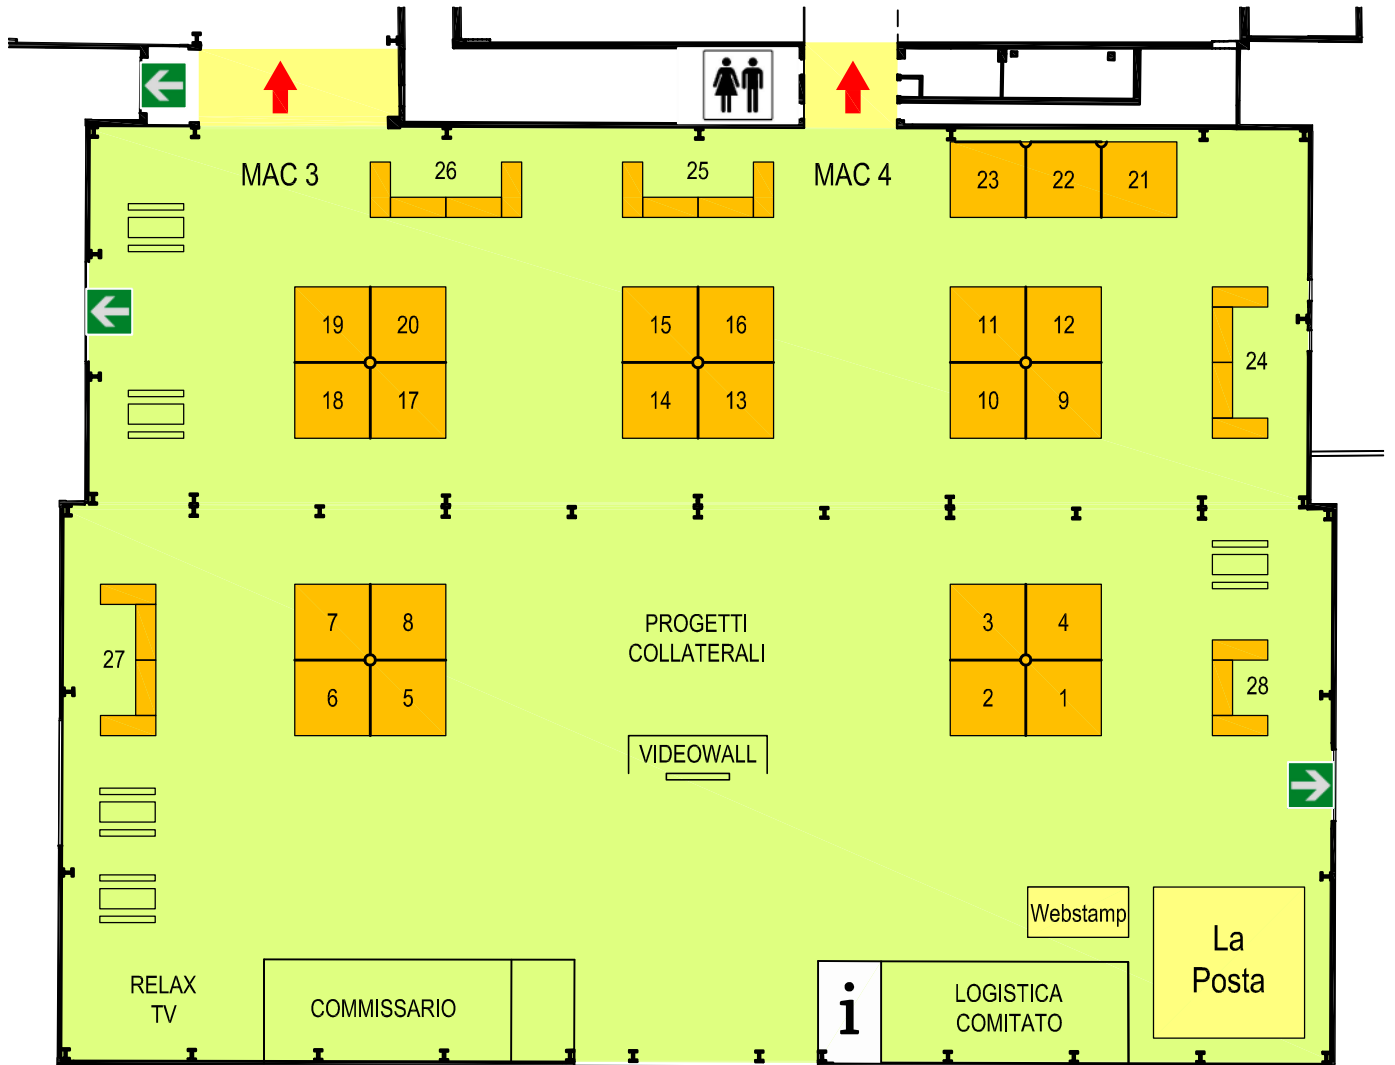 MAC 3
26
25
MAC 4
23 22 21
19 20
15 16
11 12
24
18 17
14 13
10 9
7 8
PROGETTI
COLLATERALI
3 4
27
28
6 5
2 1
VIDEOWALL
Webstamp
La
Posta
RELAX
TV
COMMISSARIO
i
LOGISTICA
COMITATO